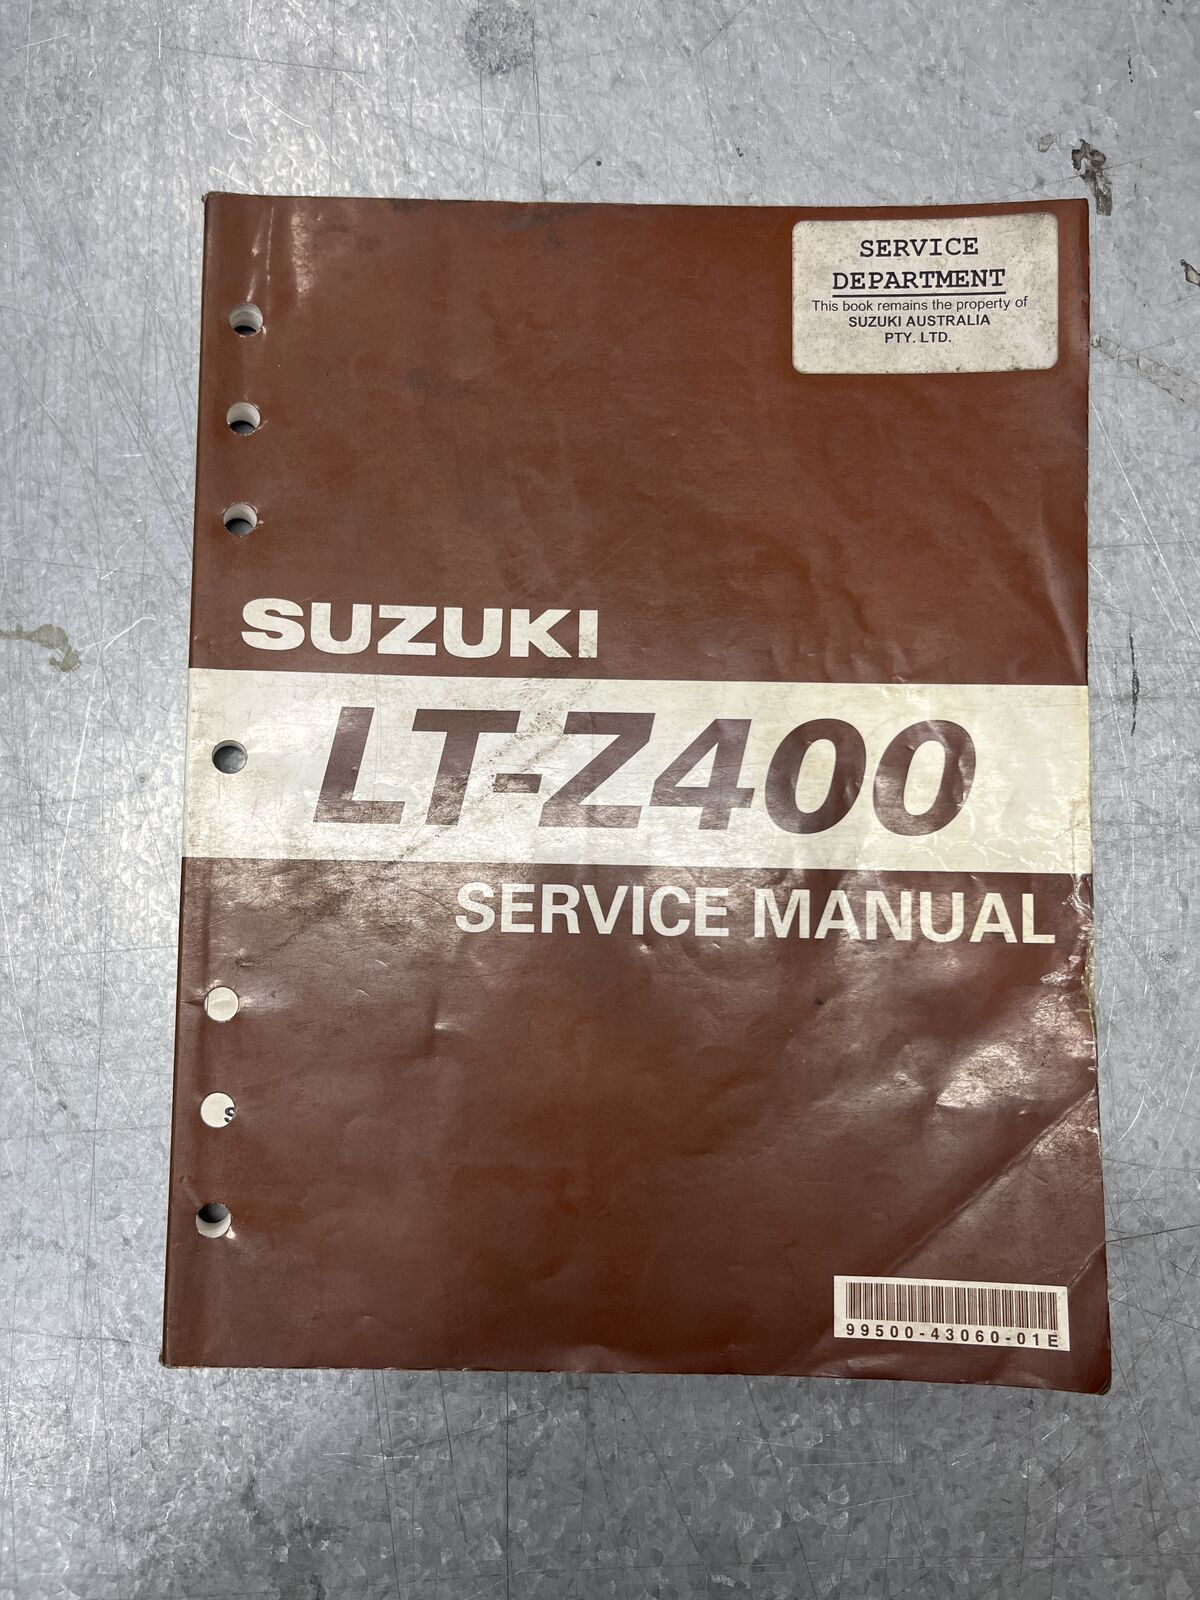 SERVICE
DEPARTMENT
This book remains the property of
SUZUKI AUSTRALIA
PTY. LTD.
SUZUKI
LT-Z400
SERVICE MANUAL
S
99500-43060-01E